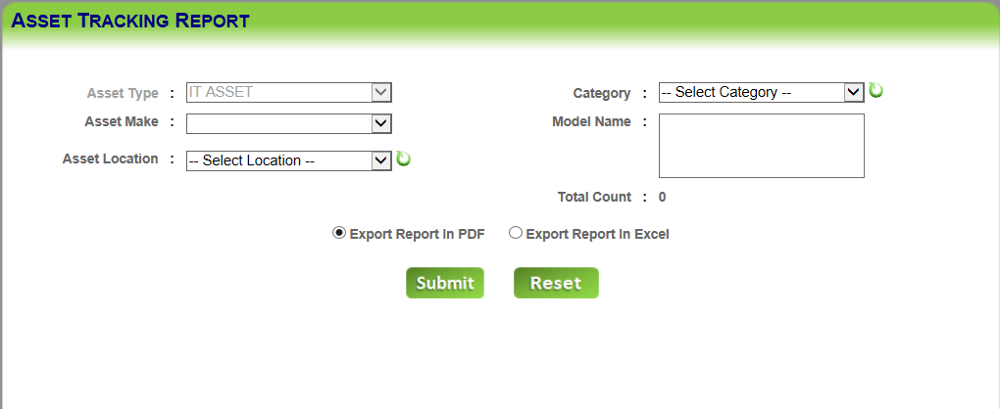 ASSET TRACKING REPORT
Asset Type : IT ASSET Category : -- Select Category --
Asset Make : Model Name :
Asset Location : -- Select Location --
Total Count : 0
Export Report In PDF Export Report In Excel
Submit Reset